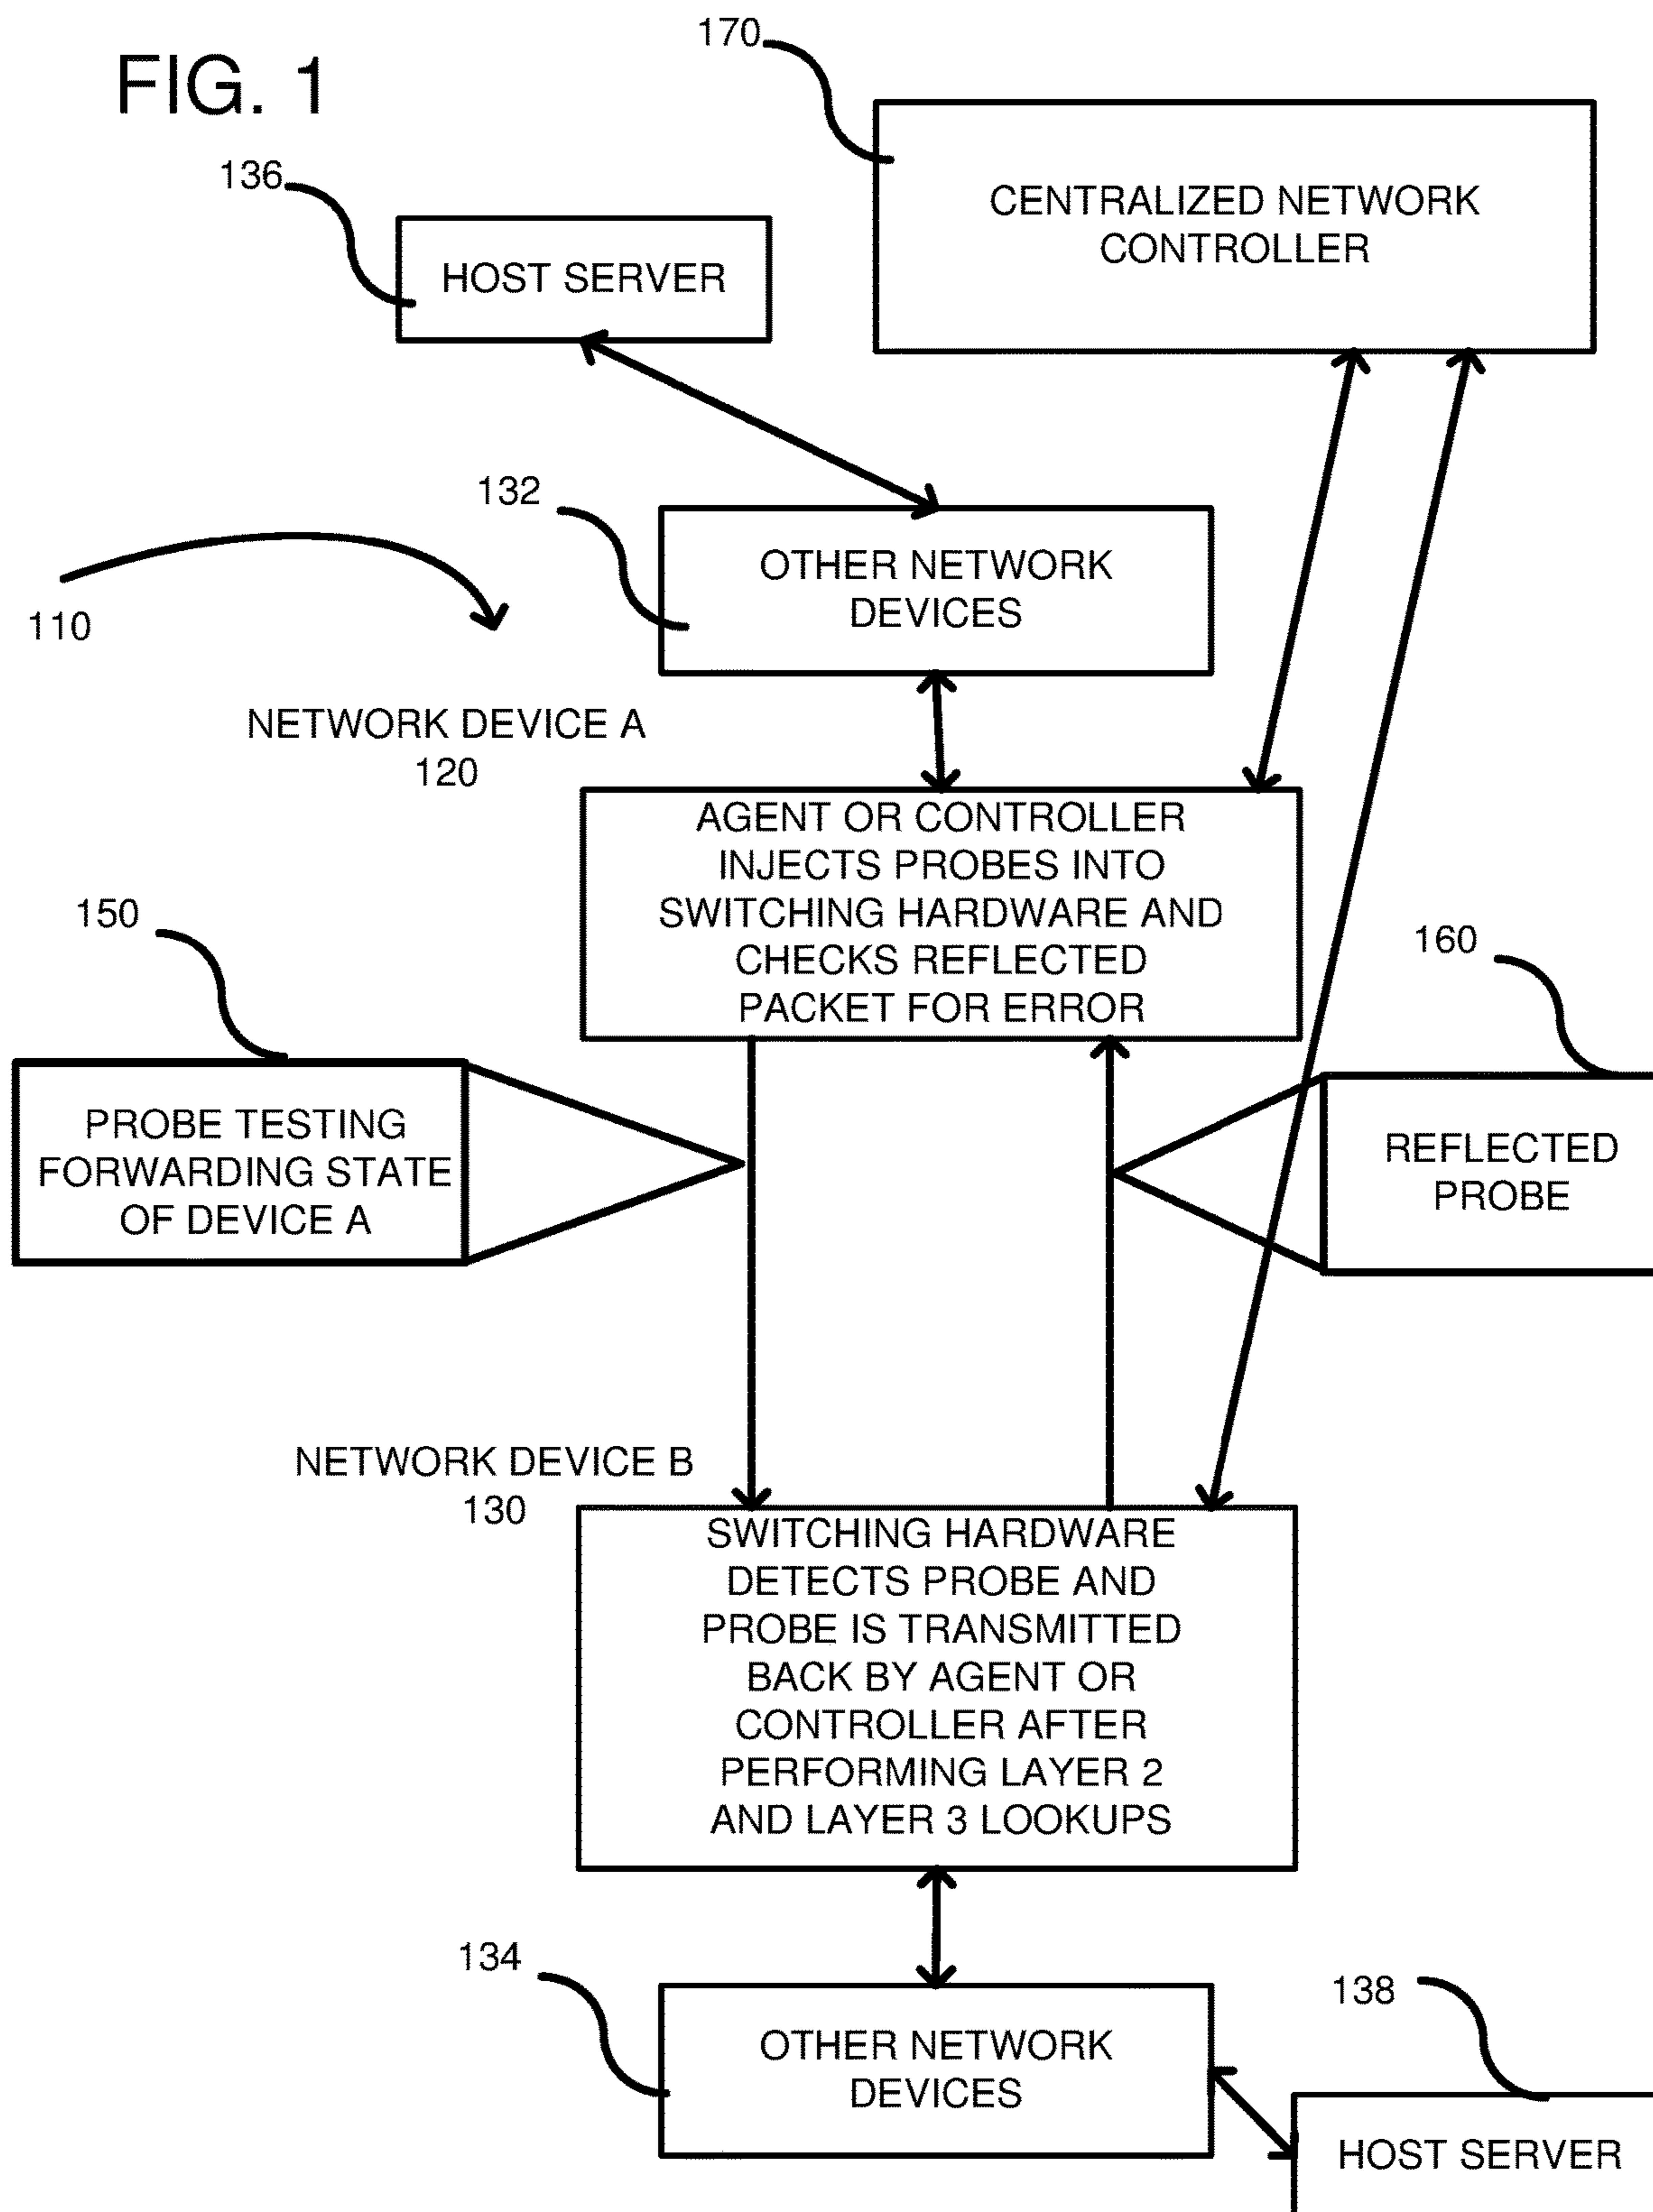 FIG. 1
170
CENTRALIZED NETWORK
CONTROLLER
136
HOST SERVER
132
OTHER NETWORK
DEVICES
110
NETWORK DEVICE A
120
AGENT OR CONTROLLER
INJECTS PROBES INTO
SWITCHING HARDWARE AND
CHECKS REFLECTED
PACKET FOR ERROR
150
PROBE TESTING
FORWARDING STATE
OF DEVICE A
160
REFLECTED
PROBE
NETWORK DEVICE B
130
SWITCHING HARDWARE
DETECTS PROBE AND
PROBE IS TRANSMITTED
BACK BY AGENT OR
CONTROLLER AFTER
PERFORMING LAYER 2
AND LAYER 3 LOOKUPS
134
OTHER NETWORK
DEVICES
138
HOST SERVER